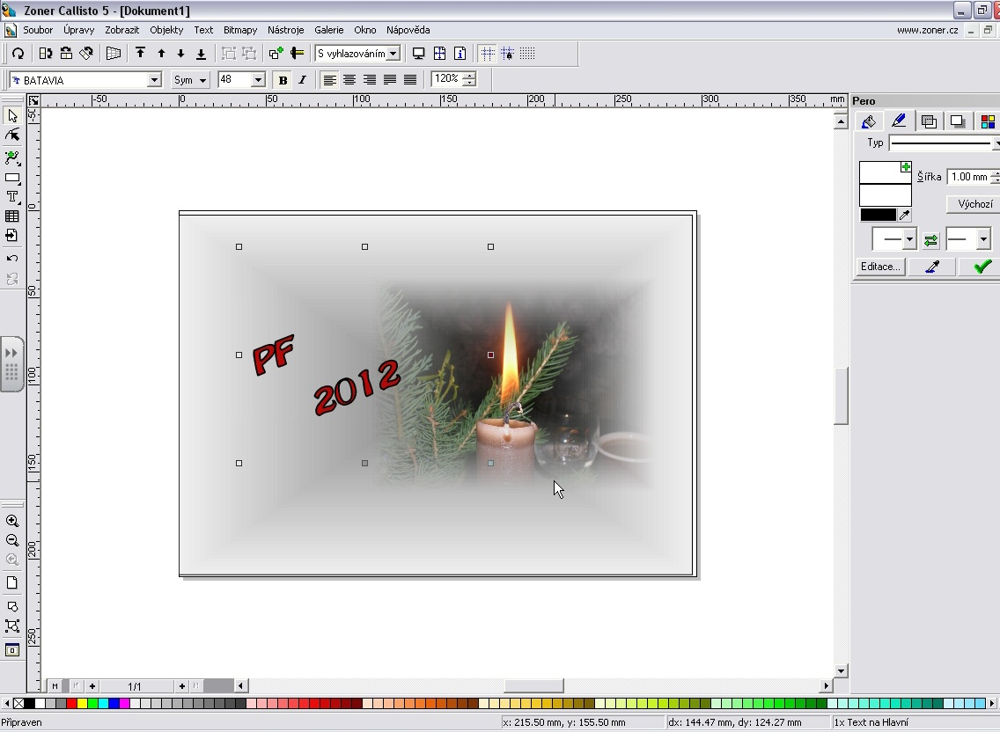 Zoner Callisto 5 - [Dokument1]
Soubor Úpravy Zobrazit Objekty Text Bitmapy Nástroje Galerie Okno Nápověda www.zoner.cz
S vyhlazováním
BATAVIA Sym 48 B I 120%
-50 0 50 100 150 200 250 300 350 mm
Pero
Typ
Šířka 1.00 mm
Výchozí
Editace...
-50
0
50
100
150
200
250
PF
2012
M 1/1
Připraven x: 215.50 mm, y: 155.50 mm dx: 144.47 mm, dy: 124.27 mm 1x Text na Hlavní